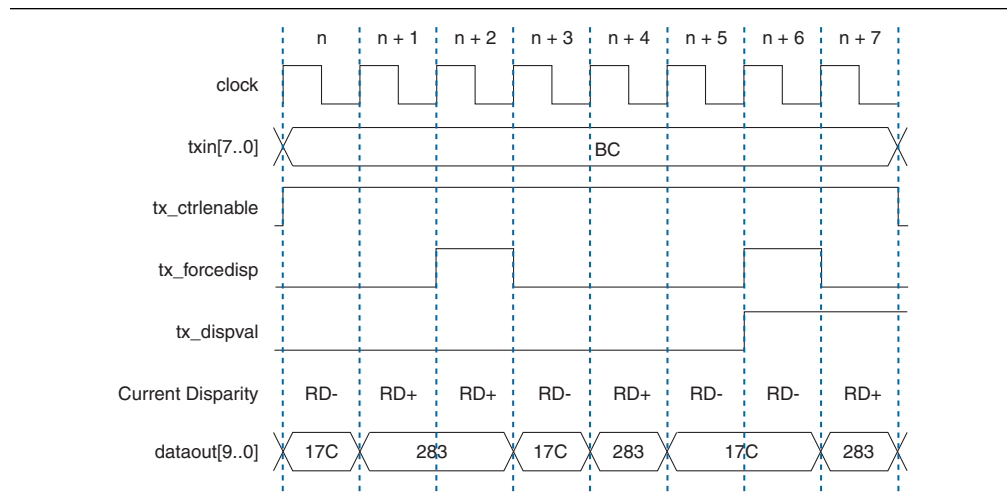 n n + 1 n + 2 n + 3 n + 4 n + 5 n + 6 n + 7
clock
txin[7..0] BC
tx_ctrlenable
tx_forcedisp
tx_dispval
Current Disparity RD- RD+ RD+ RD- RD+ RD- RD- RD+
dataout[9..0] 17C 283 17C 283 17C 283